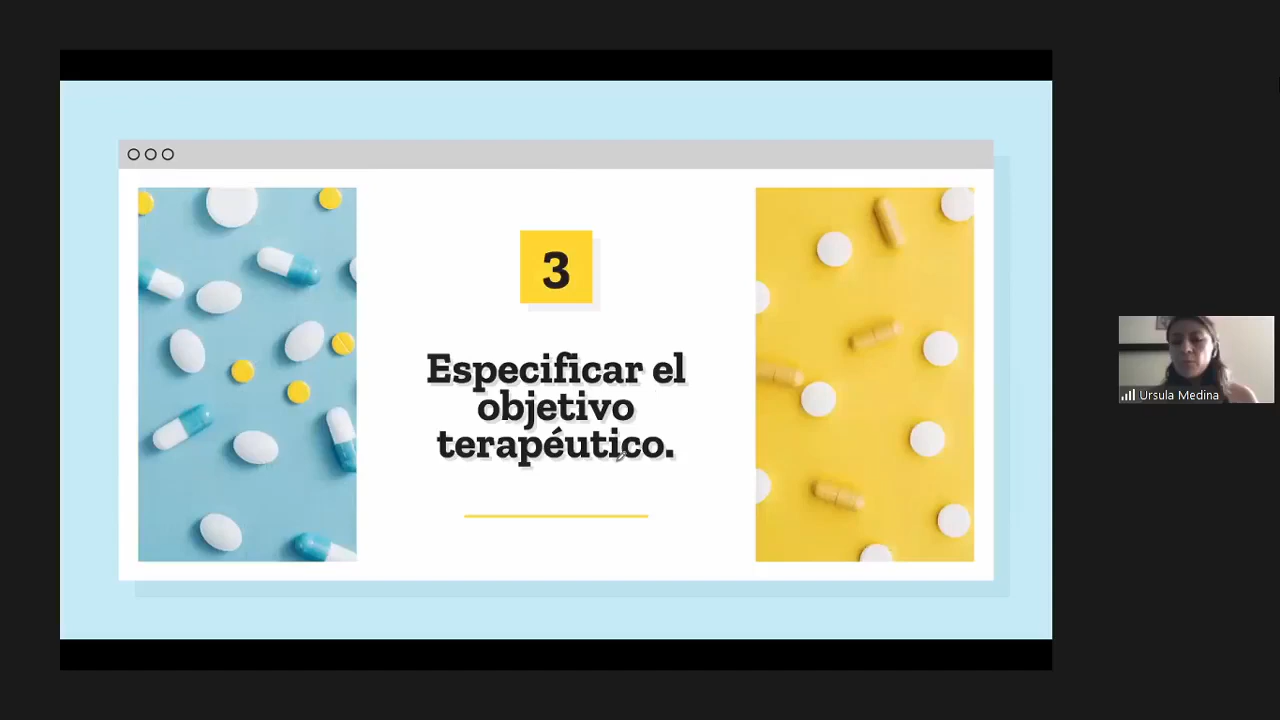 3
Especificar el
objetivo
terapéutico.
Ursula Medina